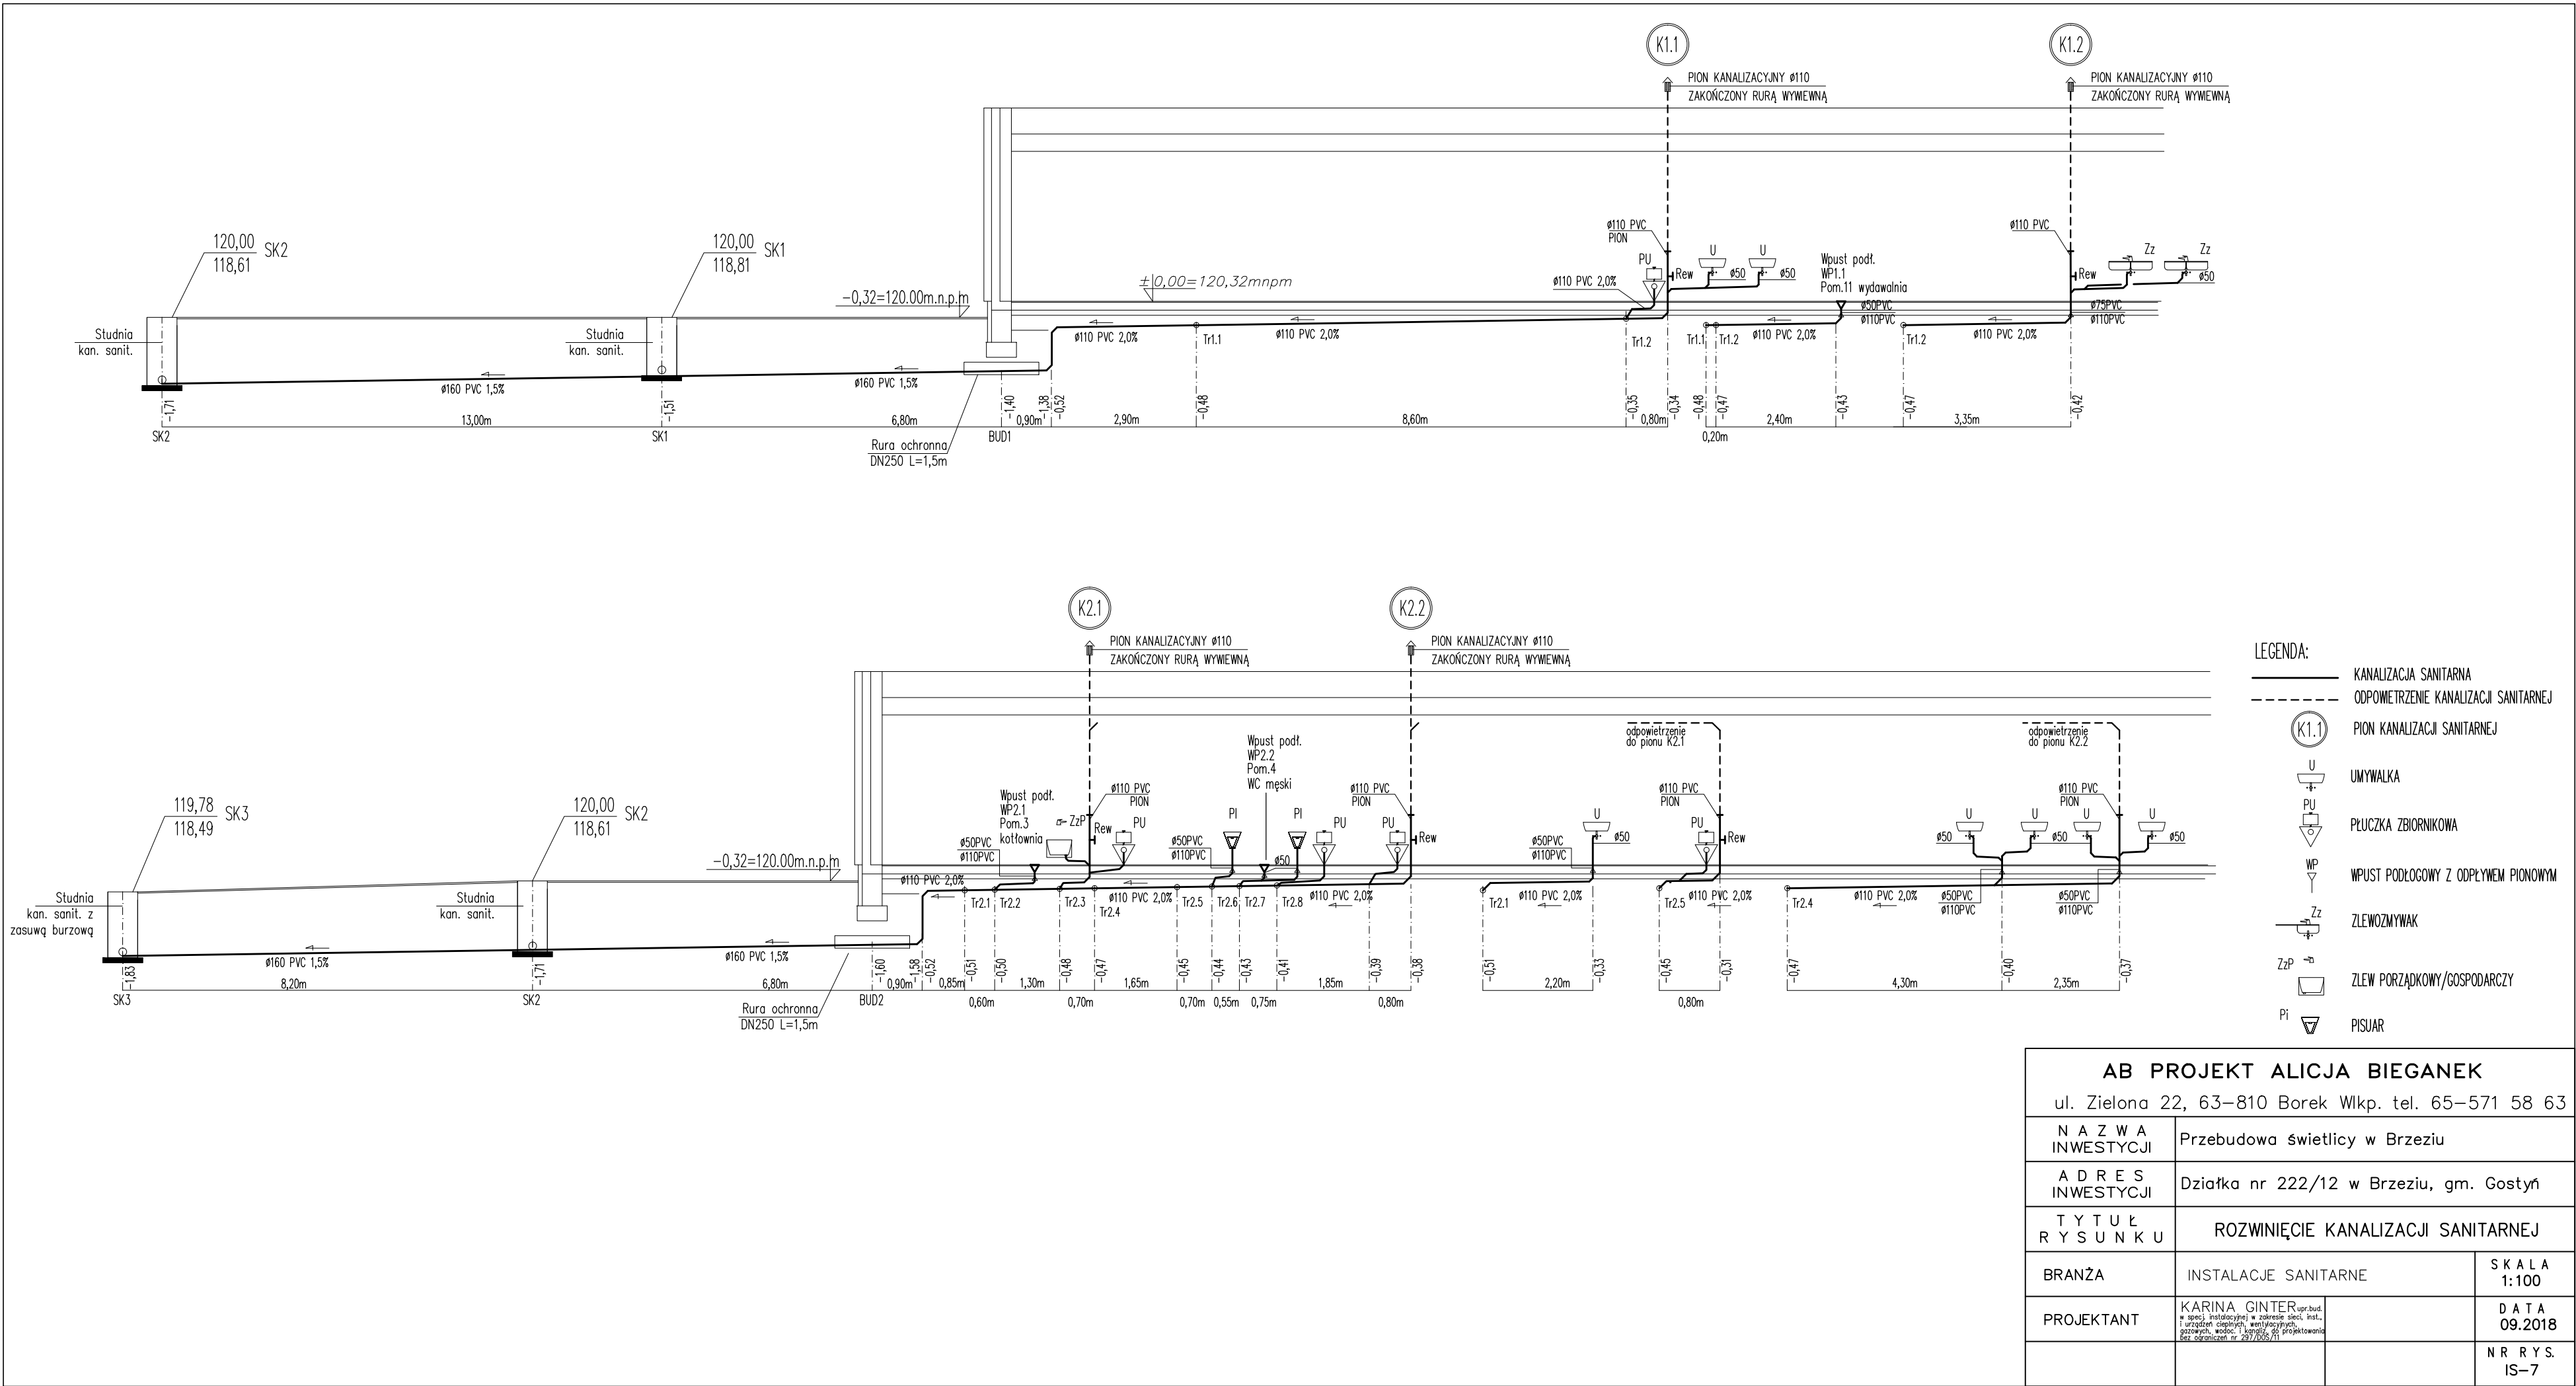 K1.1
K1.2
PION KANALIZACYJNY ø110
ZAKOŃCZONY RURĄ WYWIEWNĄ
PION KANALIZACYJNY ø110
ZAKOŃCZONY RURĄ WYWIEWNĄ
120,00
118,61
SK2
120,00
118,81
SK1
Studnia
kan. sanit.
Studnia
kan. sanit.
-0,32=120.00m.n.p.m
±0,00=120,32mnpm
ø110 PVC
PION
PU
Rew
U
ø50
U
ø50
ø110 PVC 2,0%
Wpust podł.
WP1.1
Pom.11 wydawalnia
ø50PVC
ø110PVC
ø110 PVC
Rew
Zz
Zz
ø50
ø75PVC
ø110PVC
ø160 PVC 1,5%
ø160 PVC 1,5%
ø110 PVC 2,0%
Tr1.1
ø110 PVC 2,0%
Tr1.2
Tr1.1
Tr1.2
ø110 PVC 2,0%
Tr1.2
ø110 PVC 2,0%
-1,71
-1,51
-1,40
-1,38
-0,52
-0,48
-0,35
-0,34
-0,48
-0,47
-0,43
-0,47
-0,42
13,00m
6,80m
0,90m
2,90m
8,60m
0,80m
0,20m
2,40m
3,35m
SK2
SK1
BUD1
Rura ochronna
DN250 L=1,5m
K2.1
K2.2
PION KANALIZACYJNY ø110
ZAKOŃCZONY RURĄ WYWIEWNĄ
PION KANALIZACYJNY ø110
ZAKOŃCZONY RURĄ WYWIEWNĄ
119,78
118,49
SK3
120,00
118,61
SK2
Studnia
kan. sanit. z
zasuwą burzową
Studnia
kan. sanit.
-0,32=120.00m.n.p.m
Wpust podł.
WP2.1
Pom.3
kotłownia
ZzP
ø110 PVC
PION
Rew
PU
ø50PVC
ø110PVC
ø50PVC
ø110PVC
PI
Wpust podł.
WP2.2
Pom.4
WC męski
ø50
PI
PU
PU
ø110 PVC
PION
Rew
ø50PVC
ø110PVC
U
ø50
odpowietrzenie
do pionu K2.1
ø110 PVC
PION
PU
Rew
odpowietrzenie
do pionu K2.2
ø110 PVC
PION
U
ø50
U
ø50
U
U
ø50
ø110 PVC 2,0%
Tr2.1
Tr2.2
Tr2.3
Tr2.4
ø110 PVC 2,0%
Tr2.5
Tr2.6
Tr2.7
Tr2.8
ø110 PVC 2,0%
Tr2.1
ø110 PVC 2,0%
Tr2.5
ø110 PVC 2,0%
Tr2.4
ø110 PVC 2,0%
ø50PVC
ø110PVC
ø50PVC
ø110PVC
ø160 PVC 1,5%
ø160 PVC 1,5%
-1,83
-1,71
-1,60
-1,58
-0,52
-0,51
-0,50
-0,48
-0,47
-0,45
-0,44
-0,43
-0,41
-0,39
-0,38
-0,51
-0,33
-0,45
-0,31
-0,47
-0,40
-0,37
8,20m
6,80m
0,90m
0,85m
0,60m
1,30m
0,70m
1,65m
0,70m
0,55m
0,75m
1,85m
0,80m
2,20m
0,80m
4,30m
2,35m
SK3
SK2
BUD2
Rura ochronna
DN250 L=1,5m
LEGENDA:
KANALIZACJA SANITARNA
ODPOWIETRZENIE KANALIZACJI SANITARNEJ
K1.1
PION KANALIZACJI SANITARNEJ
U
UMYWALKA
PU
PŁUCZKA ZBIORNIKOWA
WP
WPUST PODŁOGOWY Z ODPŁYWEM PIONOWYM
Zz
ZLEWOZMYWAK
ZzP
ZLEW PORZĄDKOWY/GOSPODARCZY
Pi
PISUAR
AB PROJEKT ALICJA BIEGANEK
ul. Zielona 22, 63-810 Borek Wlkp. tel. 65-571 58 63
NAZWA
INWESTYCJI
Przebudowa świetlicy w Brzeziu
ADRES
INWESTYCJI
Działka nr 222/12 w Brzeziu, gm. Gostyń
TYTUŁ
RYSUNKU
ROZWINIĘCIE KANALIZACJI SANITARNEJ
BRANŻA
INSTALACJE SANITARNE
SKALA
1:100
PROJEKTANT
KARINA GINTER upr.bud.
w specj. instalacyjnej w zakresie sieci, inst.,
i urządzeń cieplnych, wentylacyjnych,
gazowych, wodoc. i kanaliz. do projektowania
bez ograniczeń nr 297/DOŚ/11
DATA
09.2018
NR RYS.
IS-7